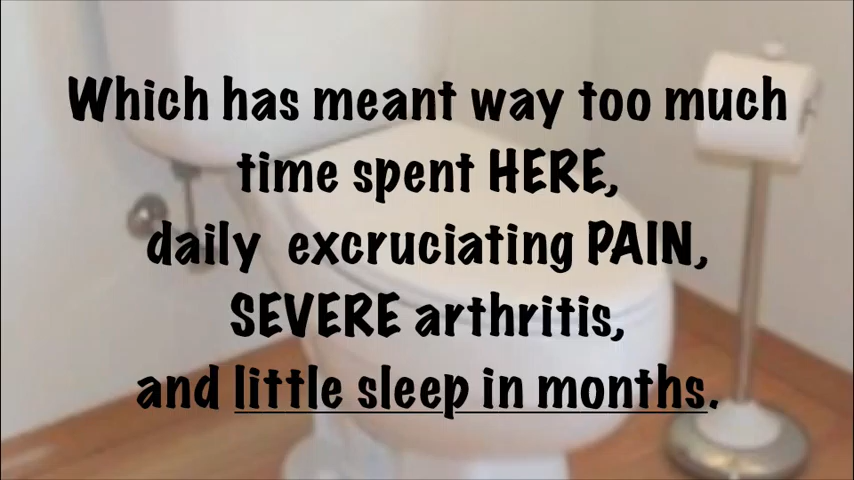 Which has meant way too much
time spent HERE,
daily excruciating PAIN,
SEVERE arthritis,
and little sleep in months.